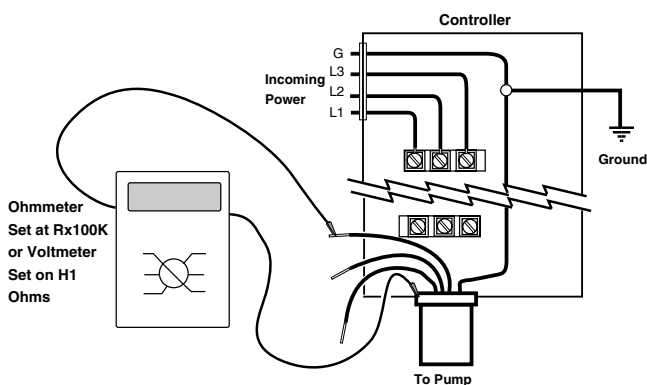 Controller
G
L3
Incoming
Power
L2
L1
Ground
Ohmmeter
Set at Rx100K
or Voltmeter
Set on H1
Ohms
To Pump